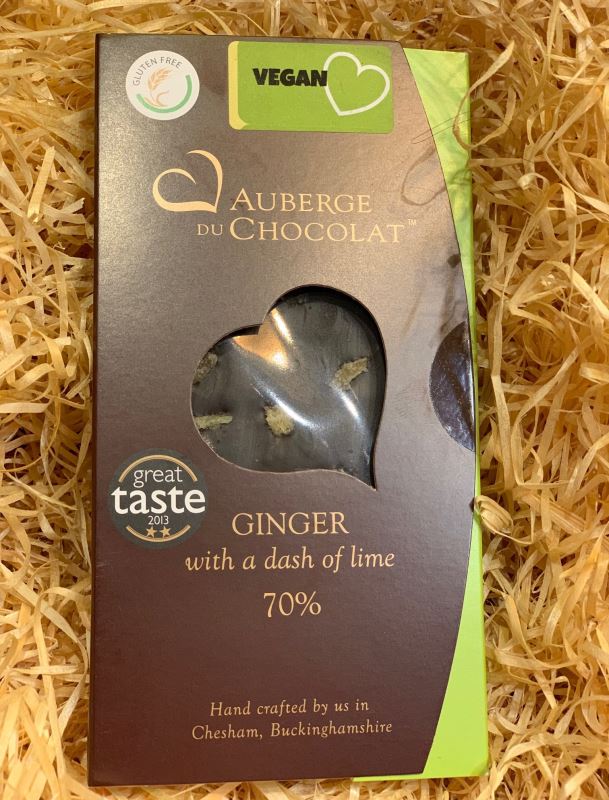 GLUTEN FREE
VEGAN
AUBERGE
DU CHOCOLAT™
great
taste
2013
GINGER
with a dash of lime
70%
Hand crafted by us in
Chesham, Buckinghamshire